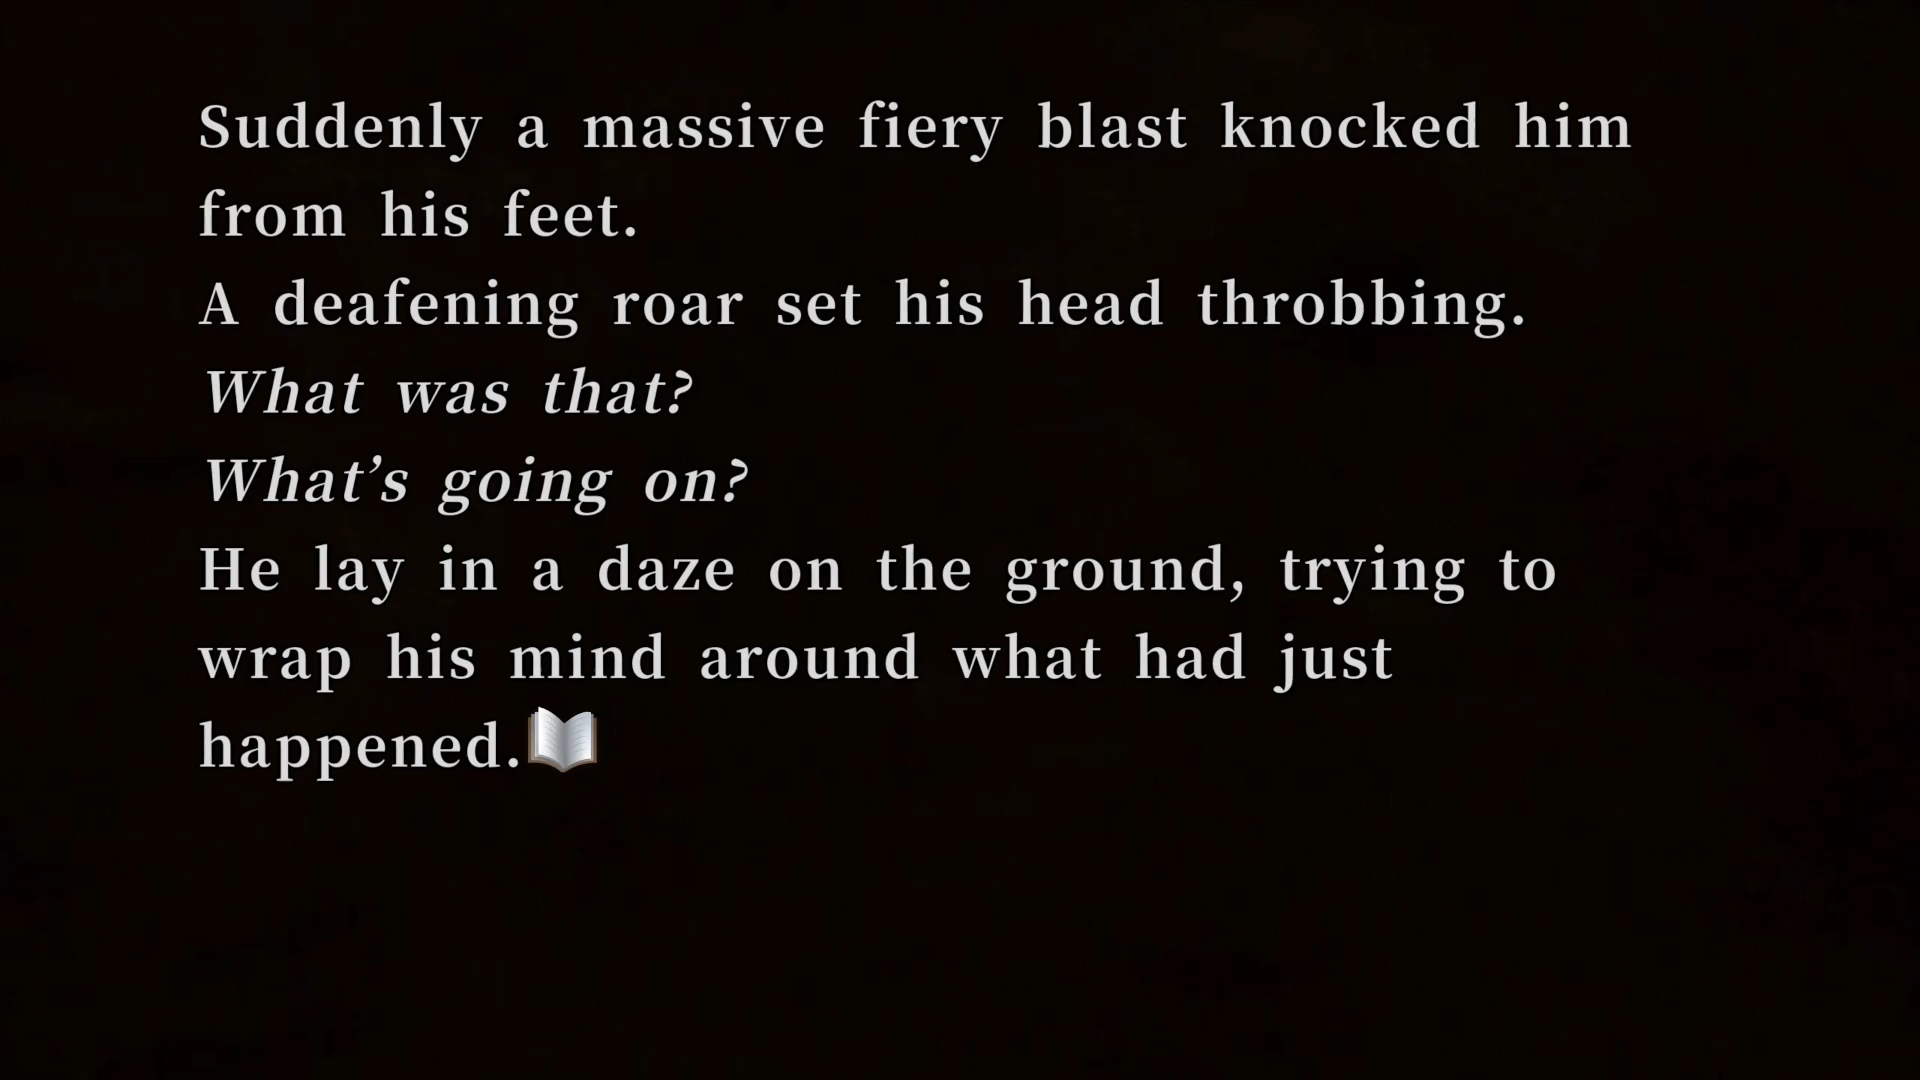 Suddenly a massive fiery blast knocked him
from his feet.
A deafening roar set his head throbbing.
What was that?
What’s going on?
He lay in a daze on the ground, trying to
wrap his mind around what had just
happened.